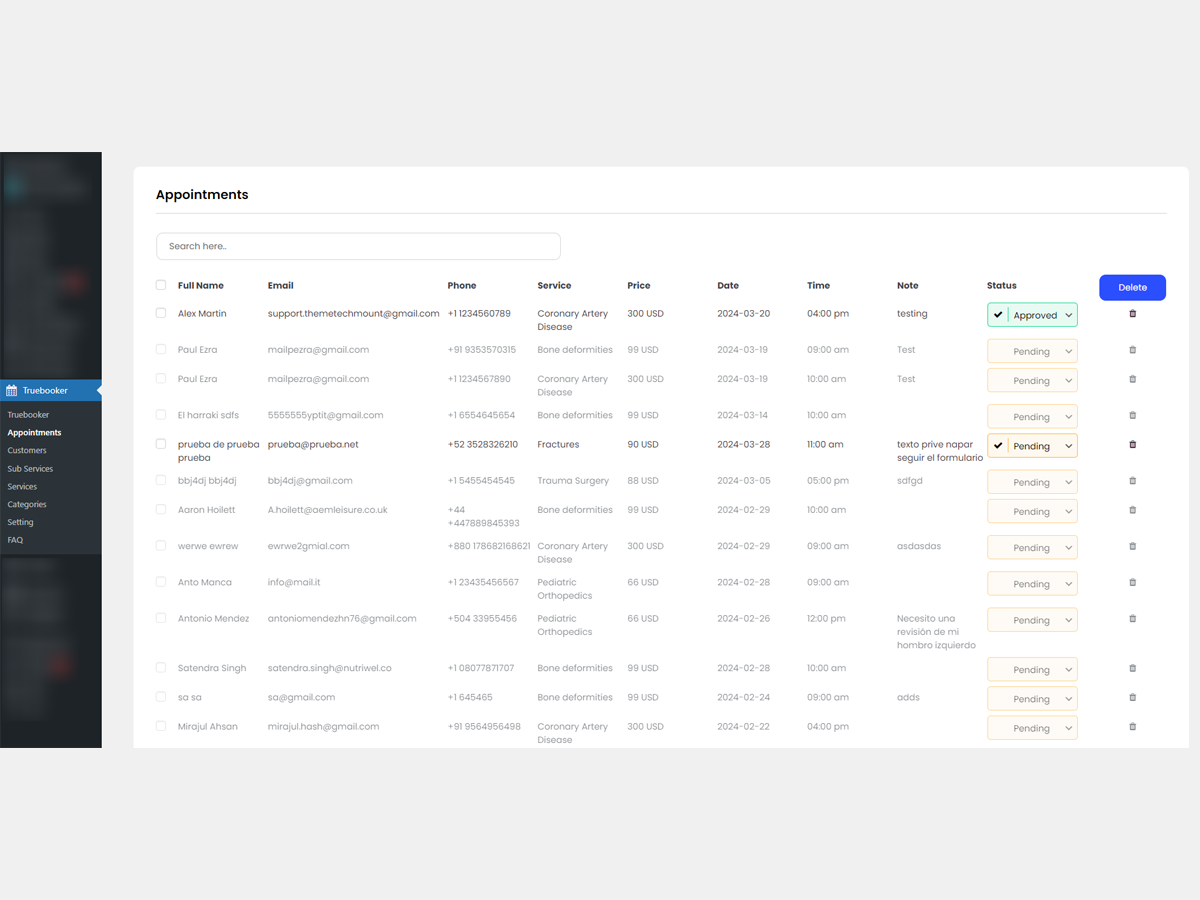 Appointments
Search here..
Full Name Email Phone Service Price Date Time Note Status Delete
Alex Martin support.themetechmount@gmail.com +1 1234560789 Coronary Artery 300 USD 2024-03-20 04:00 pm testing Approved
Disease
Paul Ezra mailpezra@gmail.com +91 9353570315 Bone deformities 99 USD 2024-03-19 09:00 am Test Pending
Paul Ezra mailpezra@gmail.com +1 1234567890 Coronary Artery 300 USD 2024-03-19 10:00 am Test Pending
Disease
El harraki sdfs 5555555yptit@gmail.com +1 6554645654 Bone deformities 99 USD 2024-03-14 10:00 am Pending
prueba de prueba prueba@prueba.net +52 3528326210 Fractures 90 USD 2024-03-28 11:00 am texto prive napar Pending
prueba seguir el formulario
bbj4dj bbj4dj bbj4dj@gmail.com +1 5455454545 Trauma Surgery 88 USD 2024-03-05 05:00 pm sdfgd Pending
Aaron Hoilett A.hoilett@aemleisure.co.uk +44 Bone deformities 99 USD 2024-02-29 10:00 am Pending
+447889845393
werwe ewrew ewrwe2gmial.com +880 178682168621 Coronary Artery 300 USD 2024-02-29 09:00 am asdasdas Pending
Disease
Anto Manca info@mail.it +1 23435456567 Pediatric 66 USD 2024-02-28 09:00 am Pending
Orthopedics
Antonio Mendez antoniomendezhn76@gmail.com +504 33955456 Pediatric 66 USD 2024-02-26 12:00 pm Necesito una Pending
Orthopedics revisión de mi
hombro izquierdo
Satendra Singh satendra.singh@nutriwel.co +1 08077871707 Bone deformities 99 USD 2024-02-28 10:00 am Pending
sa sa sa@gmail.com +1 645465 Bone deformities 99 USD 2024-02-24 09:00 am adds Pending
Mirajul Ahsan mirajul.hash@gmail.com +91 9564956498 Coronary Artery 300 USD 2024-02-22 04:00 pm Pending
Disease
Truebooker
Truebooker
Appointments
Customers
Sub Services
Services
Categories
Setting
FAQ